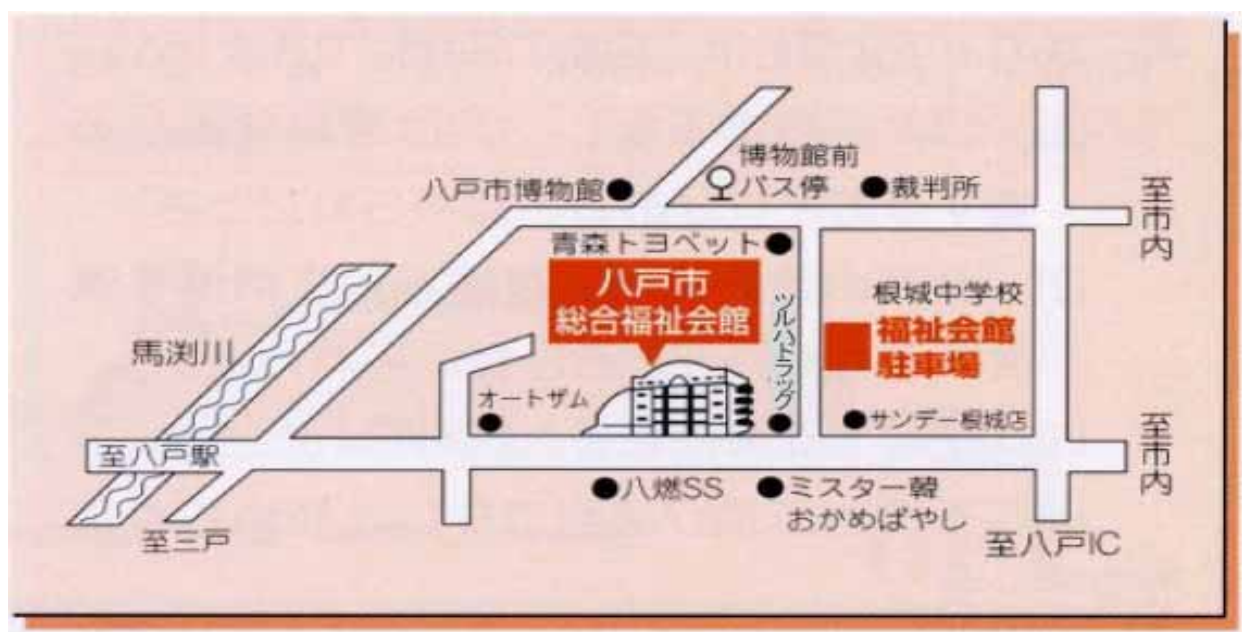 博物館前
バス停
八戸市博物館
裁判所
至市内
青森トヨペット
八戸市
総合福祉会館
ツルハドラッグ
根城中学校
福祉会館
駐車場
馬渕川
オートザム
サンデー根城店
至八戸駅
至市内
八燃SS
ミスター韓
おかめばやし
至三戸
至八戸IC